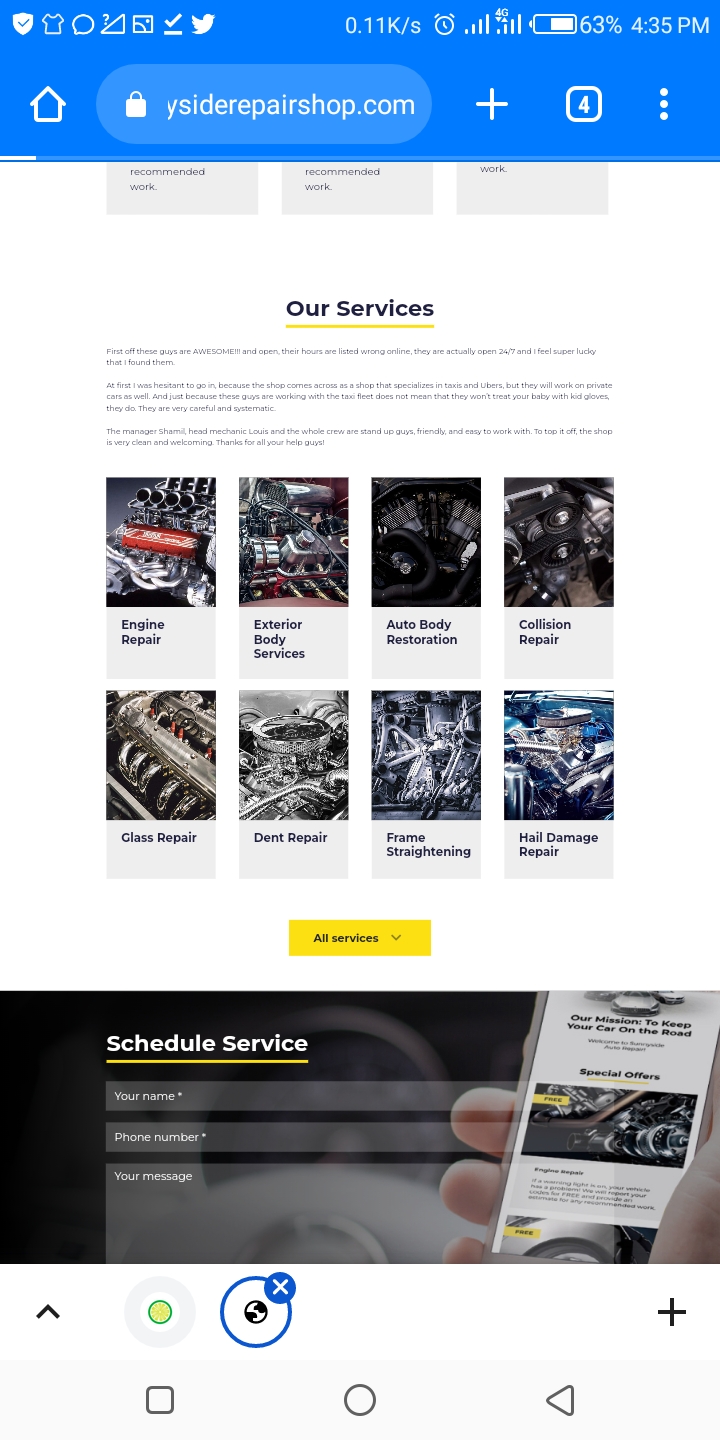 0.11K/s 4G 63% 4:35 PM
ysiderepairshop.com 4
recommended
work.
recommended
work.
work.
Our Services
First off these guys are AWESOME!!! and open, their hours are listed wrong online, they are actually open 24/7 and I feel super lucky
that I found them.
At first I was hesitant to go in, because the shop comes across as a shop that specializes in taxis and Ubers, but they will work on private
cars as well. And just because these guys are working with the taxi fleet does not mean that they won't treat your baby with kid gloves,
they do. They are very careful and systematic.
The manager Shamil, head mechanic Louis and the whole crew are stand up guys, friendly, and easy to work with. To top it off, the shop
is very clean and welcoming. Thanks for all your help guys!
Engine
Repair
Exterior
Body
Services
Auto Body
Restoration
Collision
Repair
Glass Repair
Dent Repair
Frame
Straightening
Hail Damage
Repair
All services
Schedule Service
Your name *
Phone number *
Your message
Our Mission: To Keep
Your Car On the Road
Welcome to Sunnyside
Auto Repair!
Special Offers
FREE
Engine Repair
If a warning light is on, your vehicle
has a problem! We will report your
codes for FREE and provide an
estimate for any recommended work.
FREE